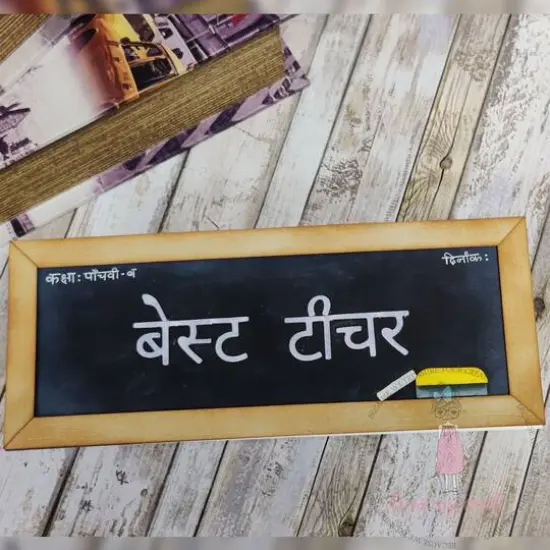 कक्षा: पाँचवी-ब
दिनांक:
बेस्ट टीचर